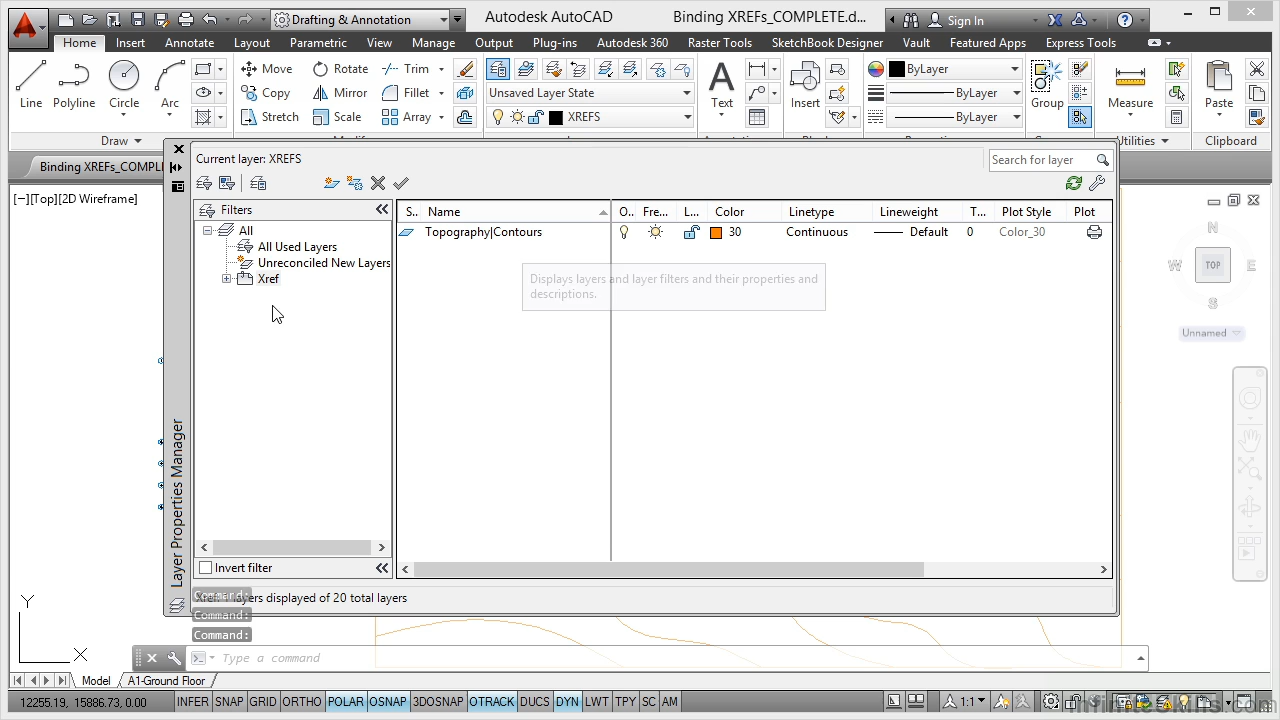 Drafting & Annotation
Autodesk AutoCAD
Binding XREFs_COMPLETE.d...
Sign In
Home Insert Annotate Layout Parametric View Manage Output Plug-ins Autodesk 360 Raster Tools SketchBook Designer Vault Featured Apps Express Tools
Line Polyline Circle Arc
Move Rotate Trim
Copy Mirror Fillet
Stretch Scale Array
Unsaved Layer State
XREFS
Text
Insert
ByLayer
ByLayer
ByLayer
Group
Measure
Paste
Draw
Utilities
Clipboard
Binding XREFs_COMPL
Current layer: XREFS
Search for layer
[−][Top][2D Wireframe]
Filters
All
All Used Layers
Unreconciled New Layers
Xref
Invert filter
S.. Name O.. Fre... L... Color Linetype Lineweight T... Plot Style Plot
Topography|Contours 30 Continuous Default 0 Color_30
Displays layers and layer filters and their properties and
descriptions.
Layer Properties Manager
layers displayed of 20 total layers
Command:
Command:
Command:
Type a command
N
W TOP E
S
Unnamed
Y
X
Model A1-Ground Floor
12255.19, 15886.73, 0.00
INFER SNAP GRID ORTHO POLAR OSNAP 3DOSNAP OTRACK DUCS DYN LWT TPY SC AM
1:1
InfiniteSkills.com